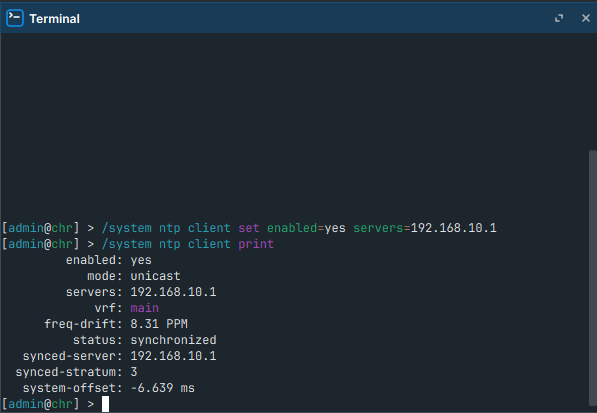 Terminal
[admin@chr] > /system ntp client set enabled=yes servers=192.168.10.1
[admin@chr] > /system ntp client print
enabled: yes
mode: unicast
servers: 192.168.10.1
vrf: main
freq-drift: 8.31 PPM
status: synchronized
synced-server: 192.168.10.1
synced-stratum: 3
system-offset: -6.639 ms
[admin@chr] >